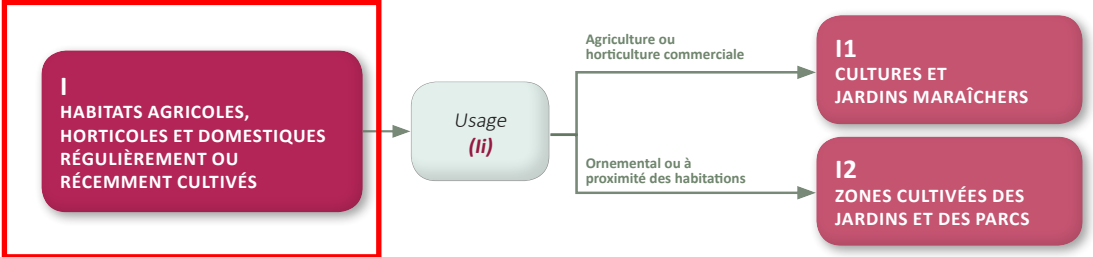 I
HABITATS AGRICOLES,
HORTICOLES ET DOMESTIQUES
RÉGULIÈREMENT OU
RÉCEMMENT CULTIVÉS
Usage
(Ii)
Agriculture ou
horticulture commerciale
I1
CULTURES ET
JARDINS MARAÎCHERS
Ornemental ou à
proximité des habitations
I2
ZONES CULTIVÉES DES
JARDINS ET DES PARCS